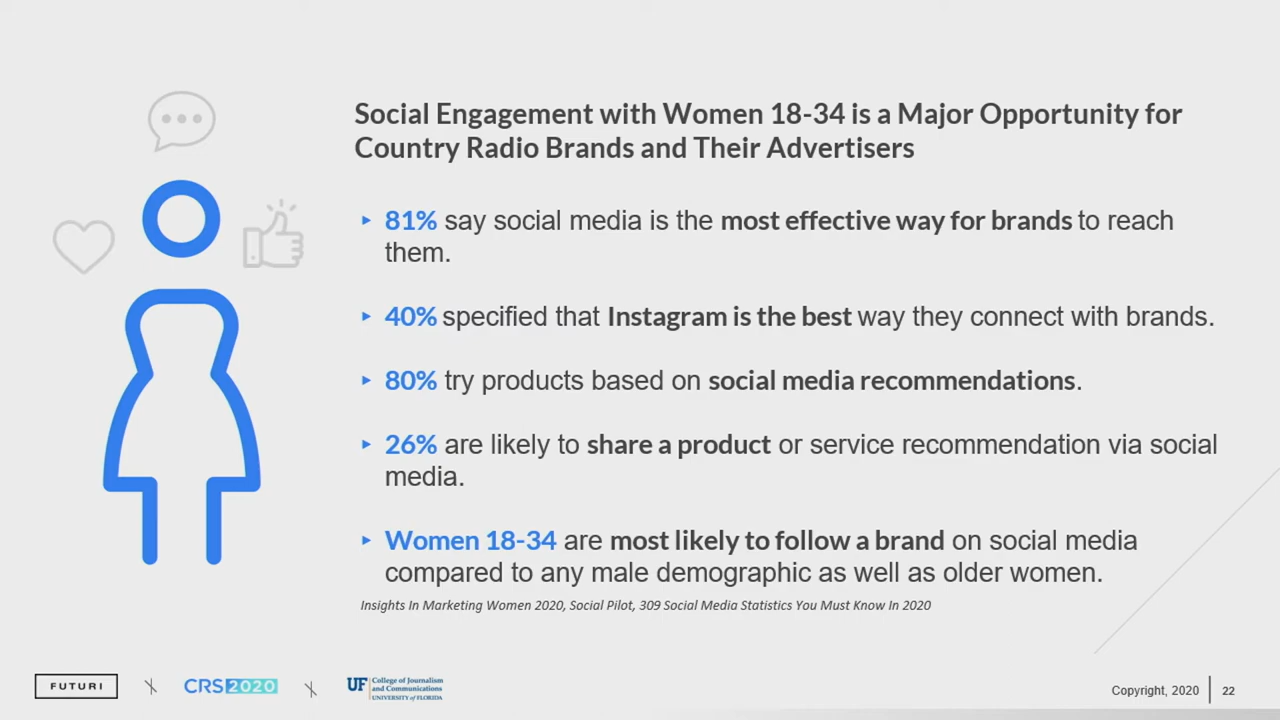 Social Engagement with Women 18-34 is a Major Opportunity for
Country Radio Brands and Their Advertisers
81% say social media is the most effective way for brands to reach
them.
40% specified that Instagram is the best way they connect with brands.
80% try products based on social media recommendations.
26% are likely to share a product or service recommendation via social
media.
Women 18-34 are most likely to follow a brand on social media
compared to any male demographic as well as older women.
Insights In Marketing Women 2020, Social Pilot, 309 Social Media Statistics You Must Know In 2020
FUTURI
CRS2020
UF College of Journalism
and Communications
UNIVERSITY of FLORIDA
Copyright, 2020
22